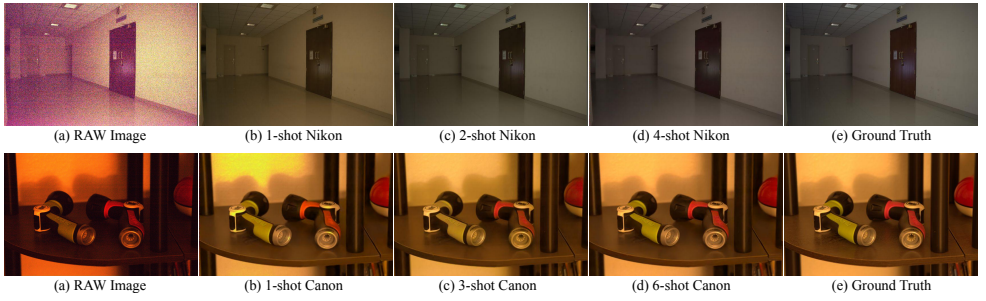 (a) RAW Image (b) 1-shot Nikon (c) 2-shot Nikon (d) 4-shot Nikon (e) Ground Truth
(a) RAW Image (b) 1-shot Canon (c) 3-shot Canon (d) 6-shot Canon (e) Ground Truth